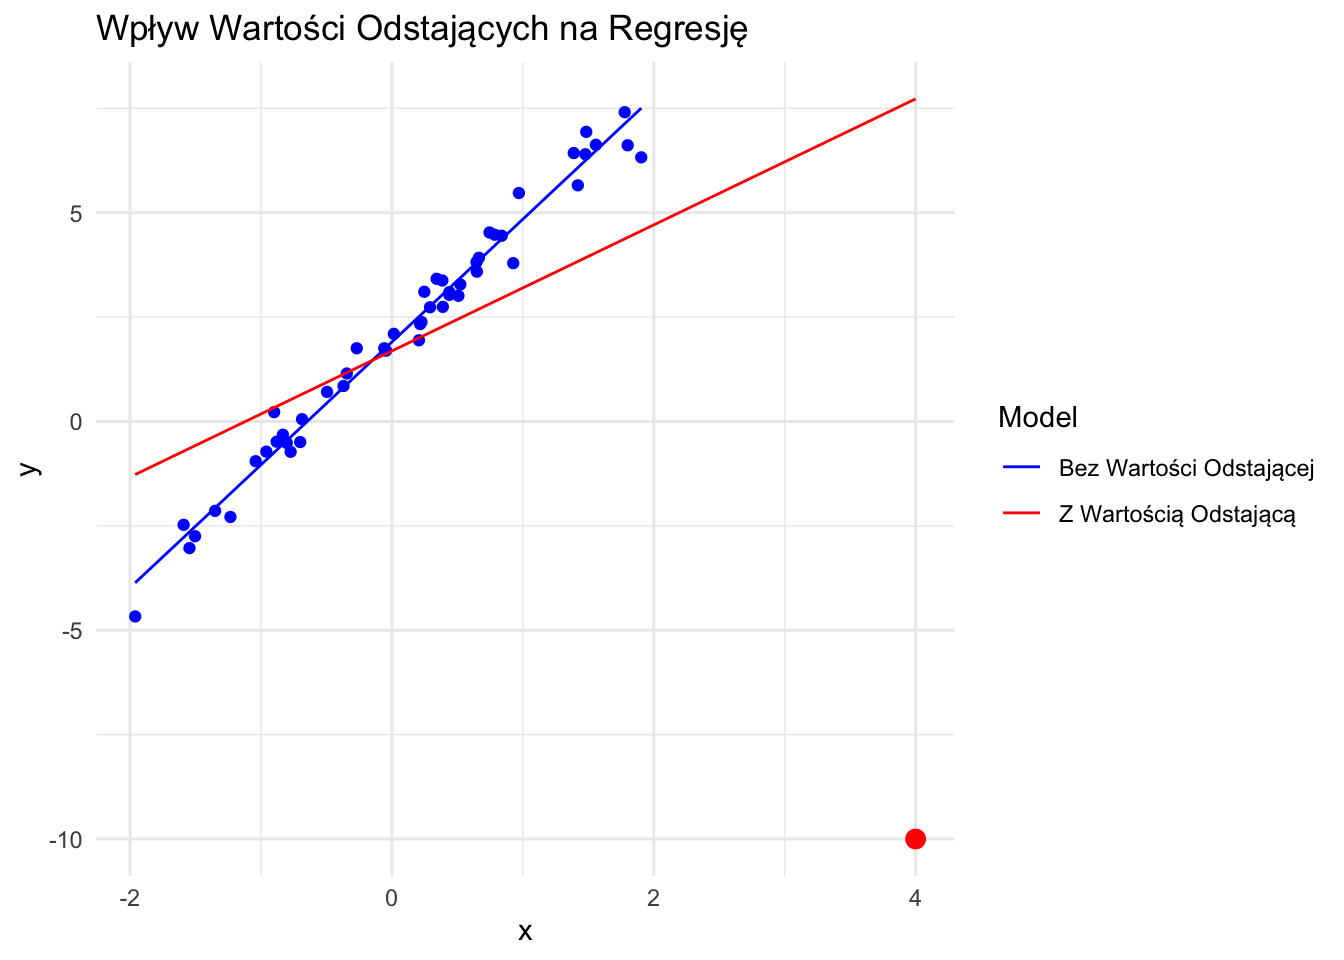 Wpływ Wartości Odstających na Regresję
5
0
-5
-10
y
-2 0 2 4
x
Model
Bez Wartości Odstającej
Z Wartością Odstającą